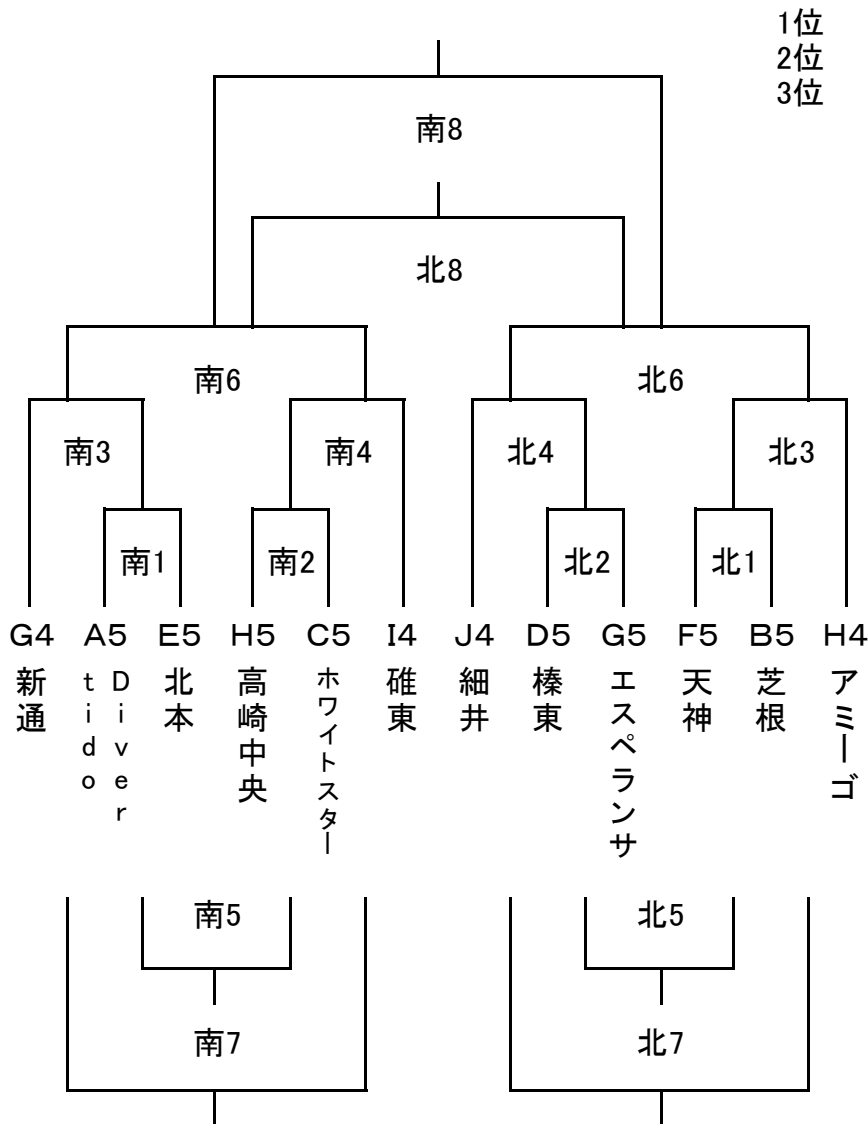 1位
2位
3位
南8
北8
南6 北6
南3 南4 北4 北3
南1 南2 北2 北1
G4 A5 E5 H5 C5 I4 J4 D5 G5 F5 B5 H4
新通
Diver
tido
北本
高崎中央
ホワイトスター
碓東
細井
榛東
エスペランサ
天神
芝根
アミーゴ
南5 北5
南7 北7